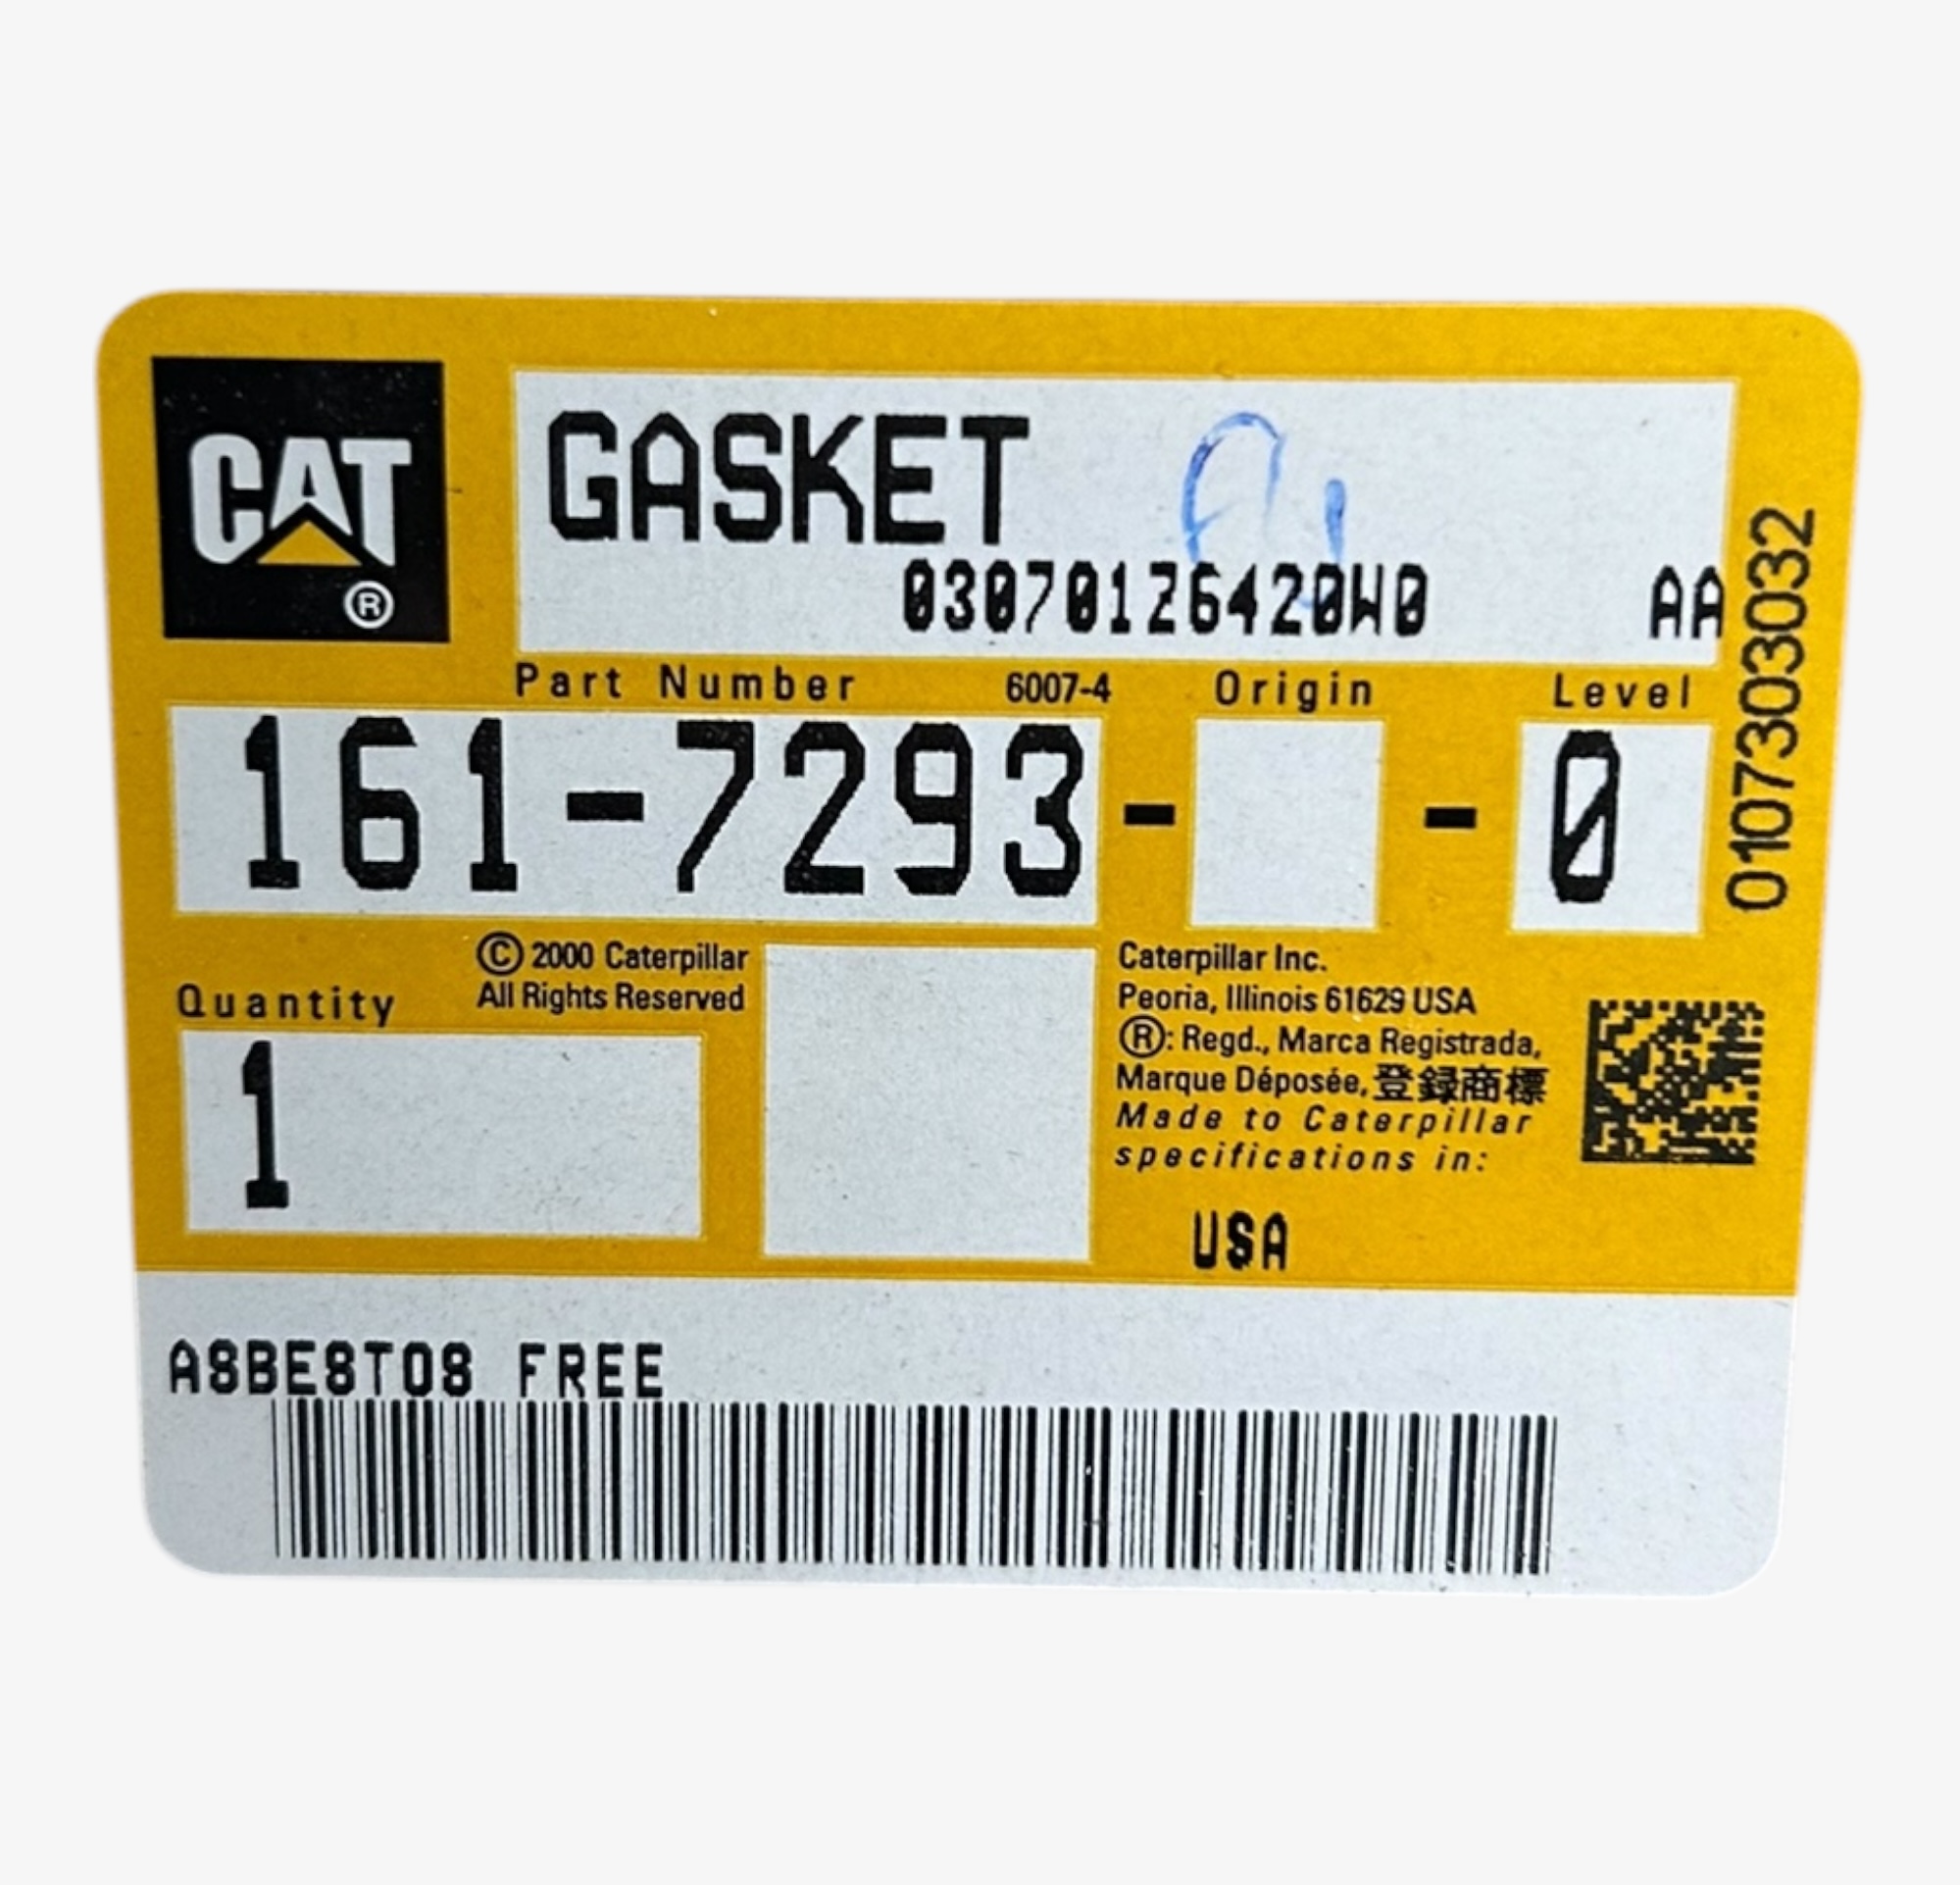 CAT
®
GASKET
030701Z6420W0 AA
Part Number 6007-4 Origin Level
161-7293 - - 0
0107303032
© 2000 Caterpillar
All Rights Reserved
Quantity
1
Caterpillar Inc.
Peoria, Illinois 61629 USA
®: Regd., Marca Registrada,
Marque Déposée, 登録商標
Made to Caterpillar
specifications in:
USA
ASBESTOS FREE